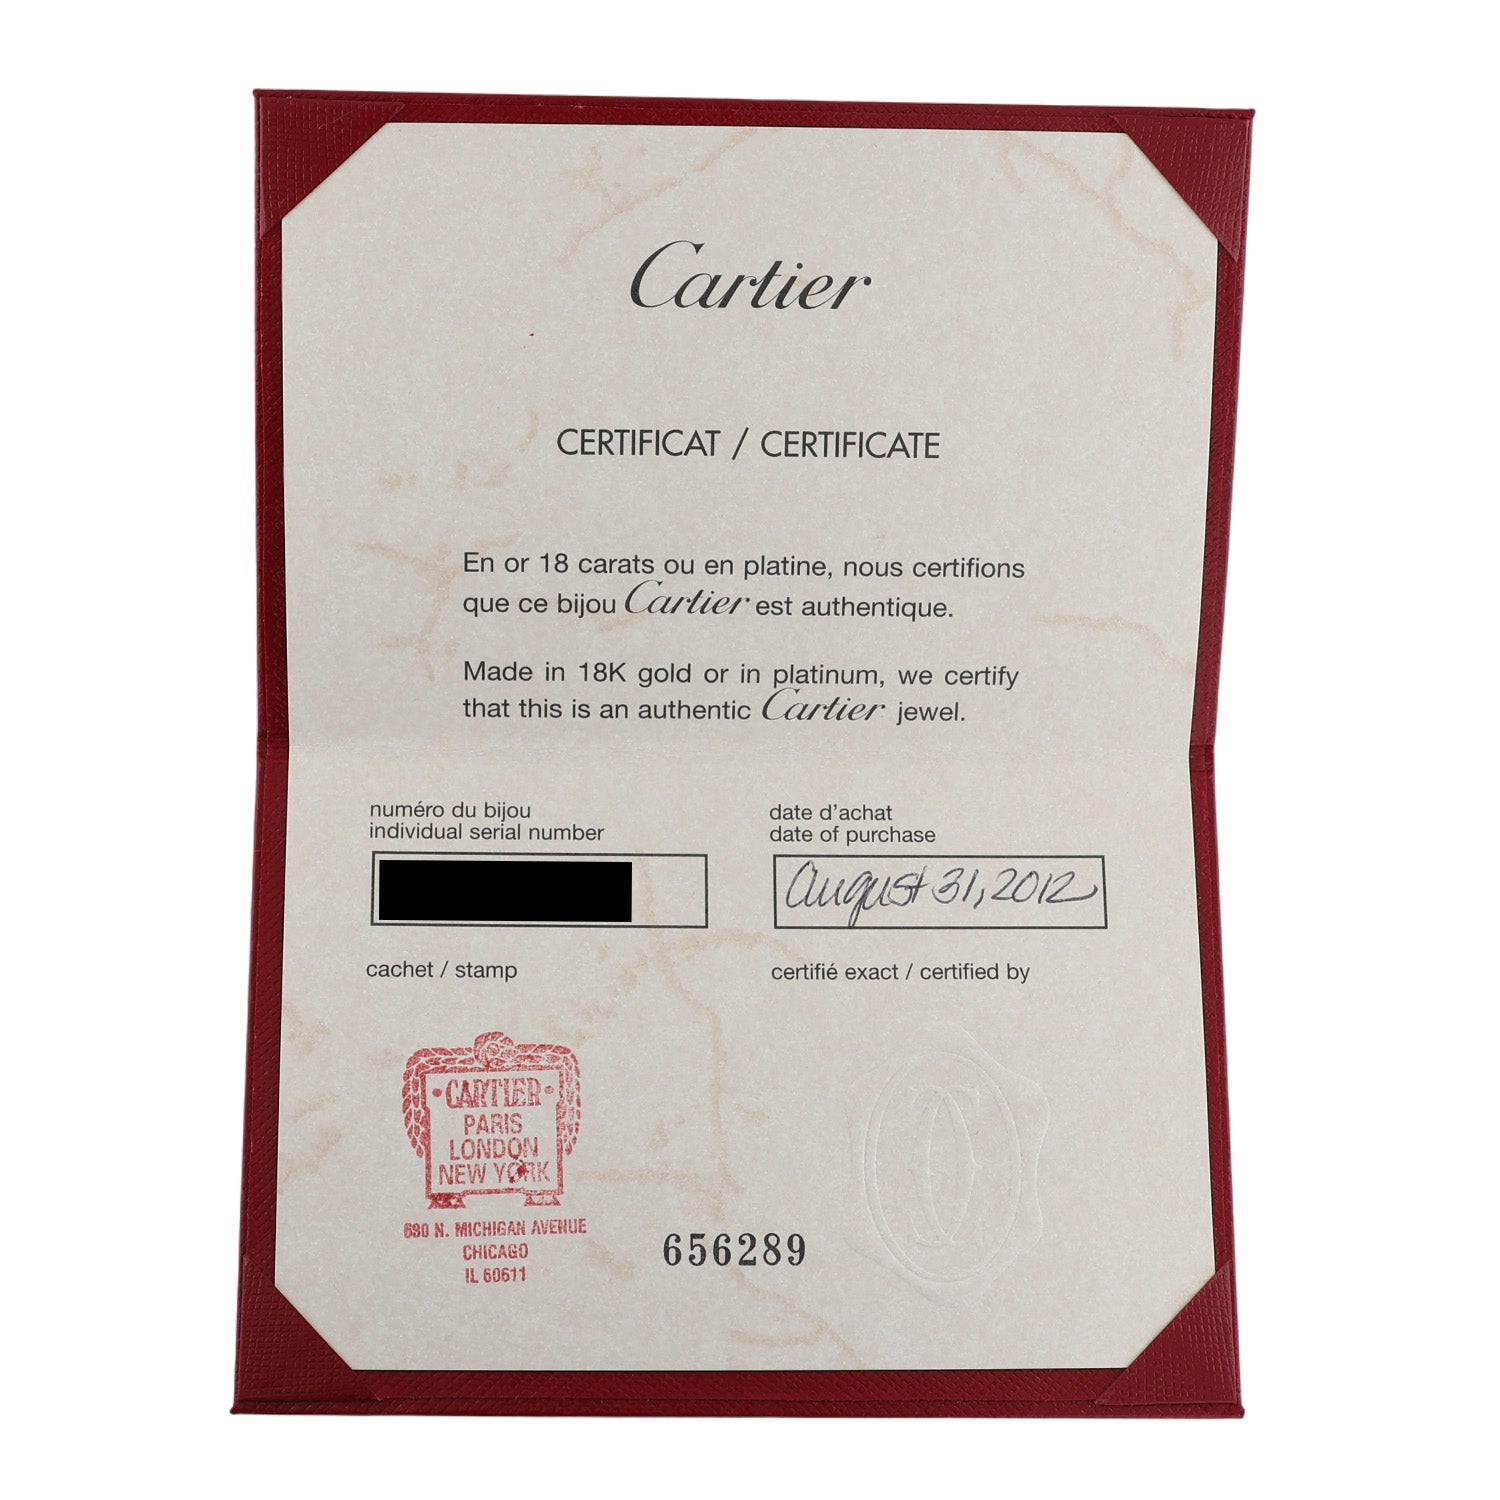 Cartier
CERTIFICAT / CERTIFICATE
En or 18 carats ou en platine, nous certifions
que ce bijou Cartier est authentique.
Made in 18K gold or in platinum, we certify
that this is an authentic Cartier jewel.
numéro du bijou
individual serial number
date d'achat
date of purchase
August 31, 2012
cachet / stamp
certifié exact / certified by
·CARTIER·
PARIS
LONDON
NEW YORK
630 N. MICHIGAN AVENUE
CHICAGO
IL 60611
656289